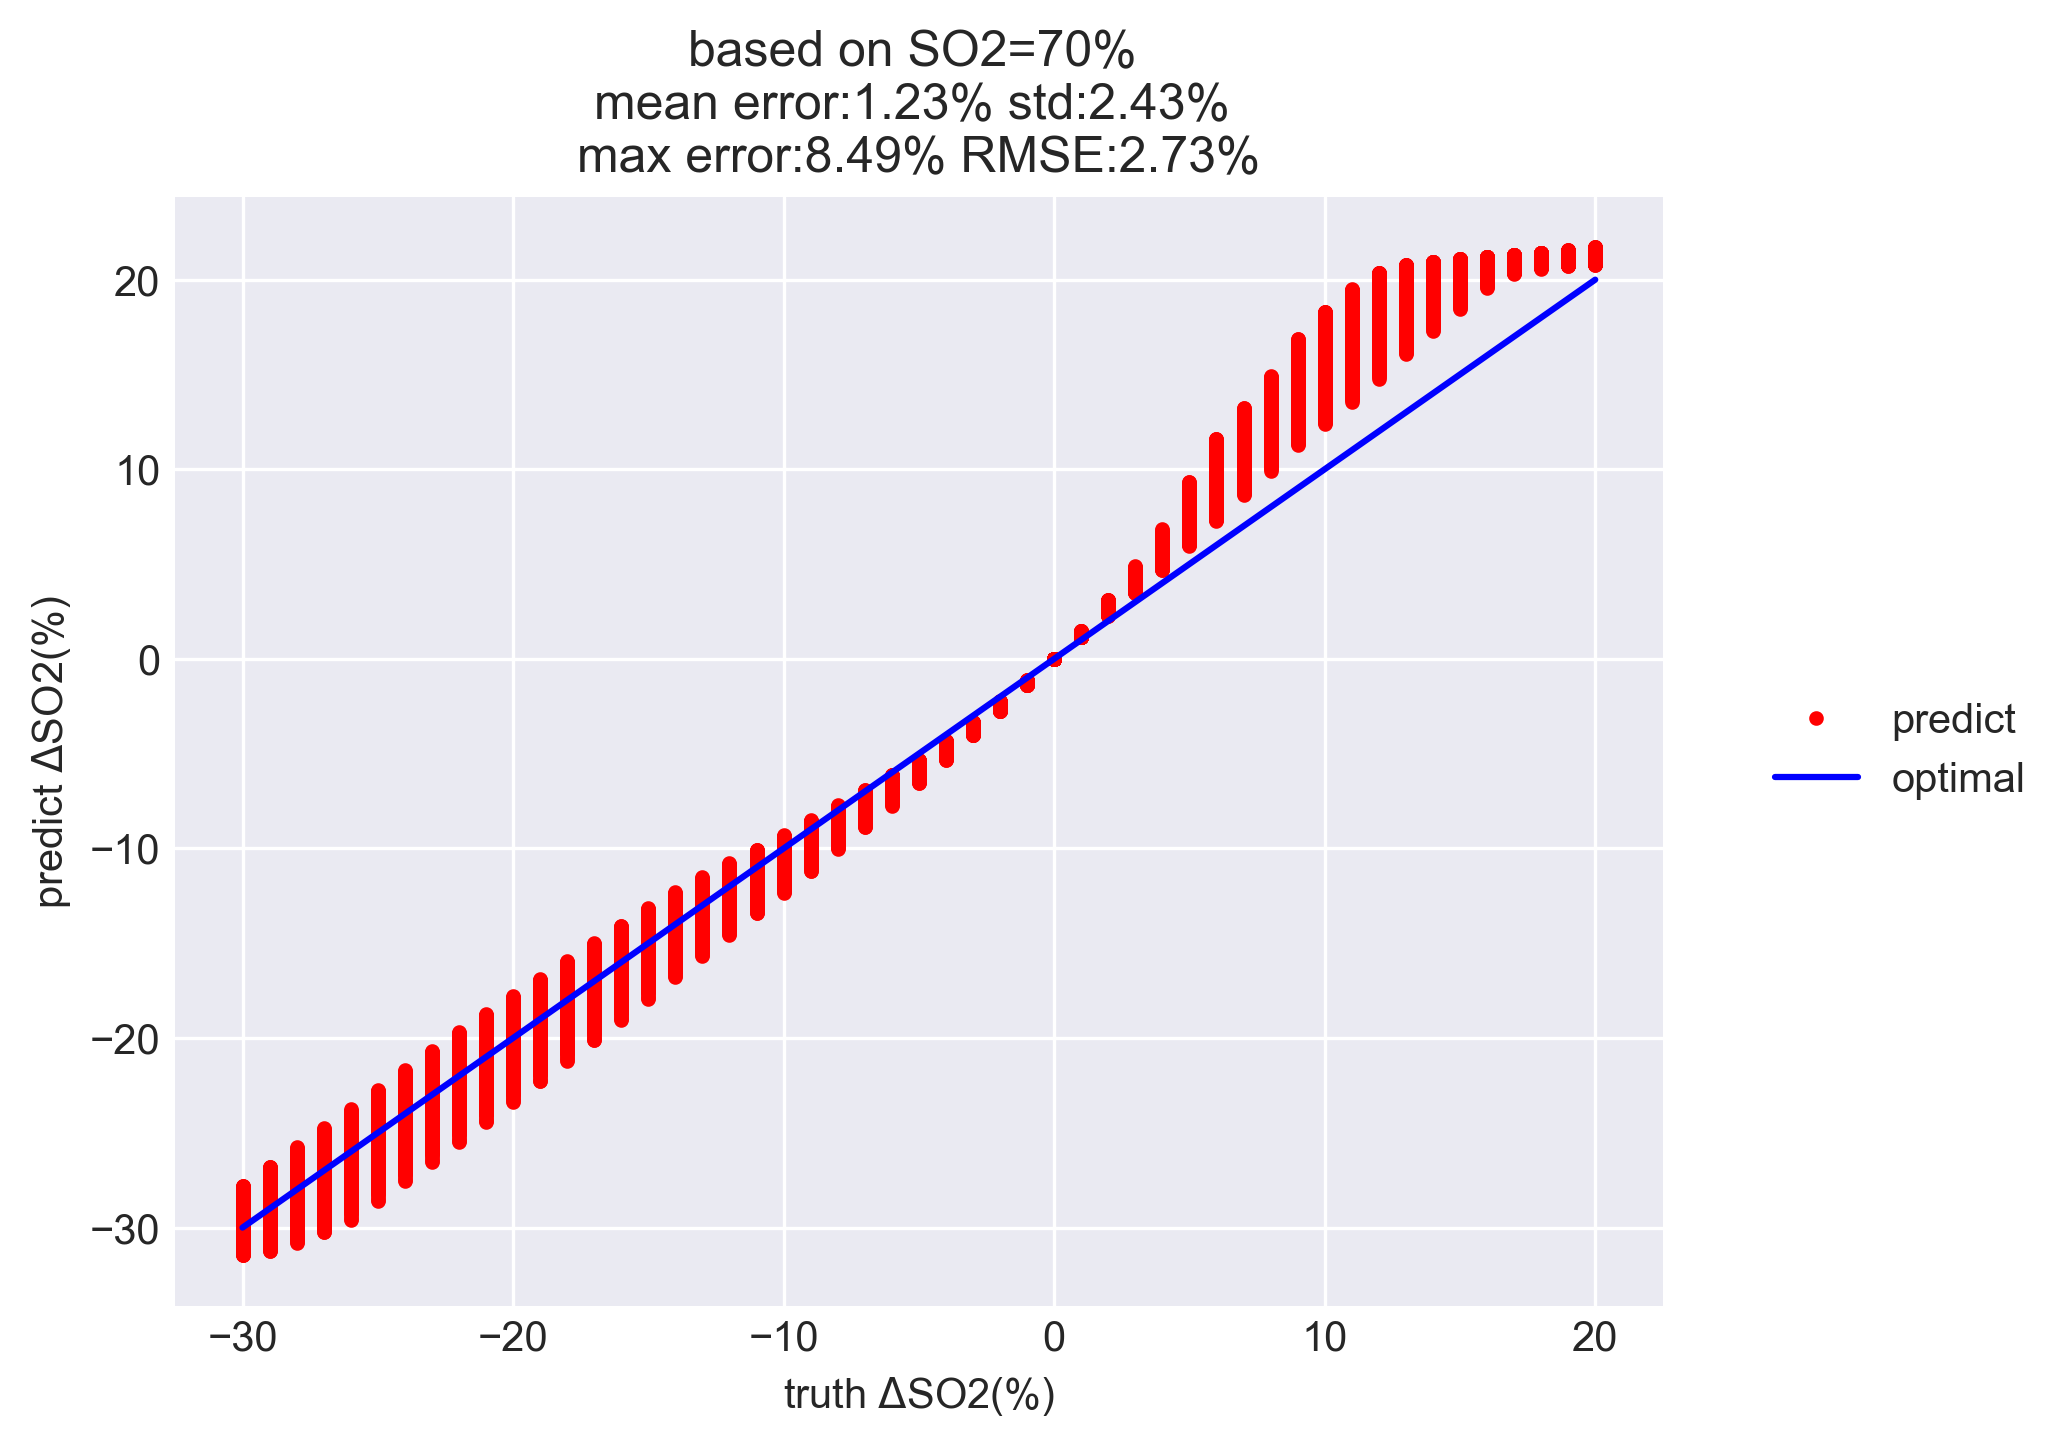 based on SO2=70%
mean error:1.23% std:2.43%
max error:8.49% RMSE:2.73%
predict ΔSO2(%)
20
10
0
−10
−20
−30
−30
−20
−10
0
10
20
truth ΔSO2(%)
predict
optimal